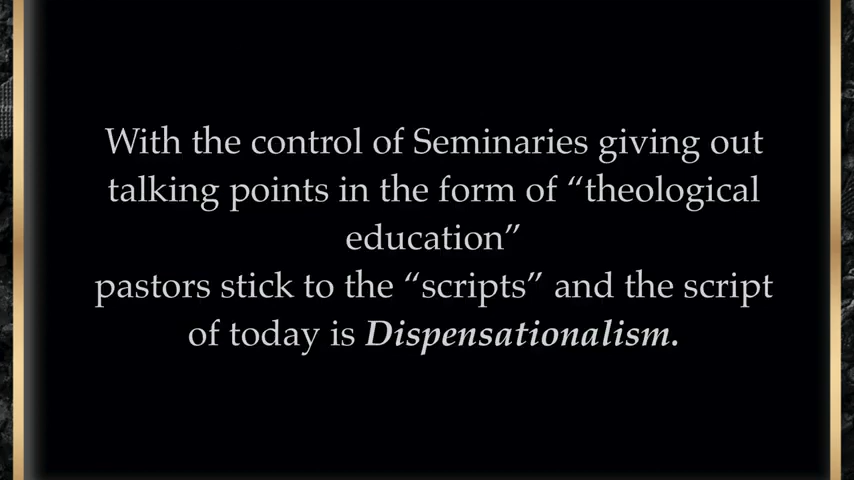 With the control of Seminaries giving out
talking points in the form of “theological
education”
pastors stick to the “scripts” and the script
of today is Dispensationalism.